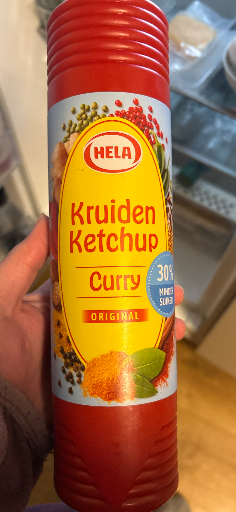 HELA
Kruiden
Ketchup
Curry
ORIGINAL
30%
MINDER
SUIKER